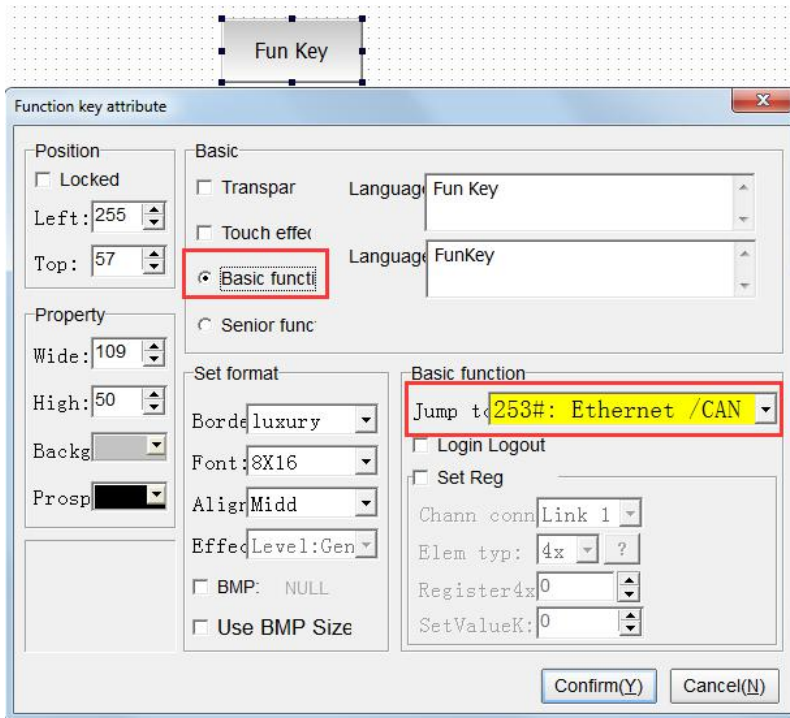 Fun Key
Function key attribute
x
Position
Locked
Left: 255
Top: 57
Property
Wide: 109
High: 50
Backg
Prosp
Basic
Transpar
Touch effec
Basic functi
Senior func
Language Fun Key
Language FunKey
Set format
Borde luxury
Font: 8X16
Align Midd
Effec Level:Gen
BMP: NULL
Use BMP Size
Basic function
Jump to 253#: Ethernet /CAN
Login Logout
Set Reg
Chann conn Link 1
Elem typ: 4x ?
Register4x 0
SetValueK: 0
Confirm(Y)
Cancel(N)